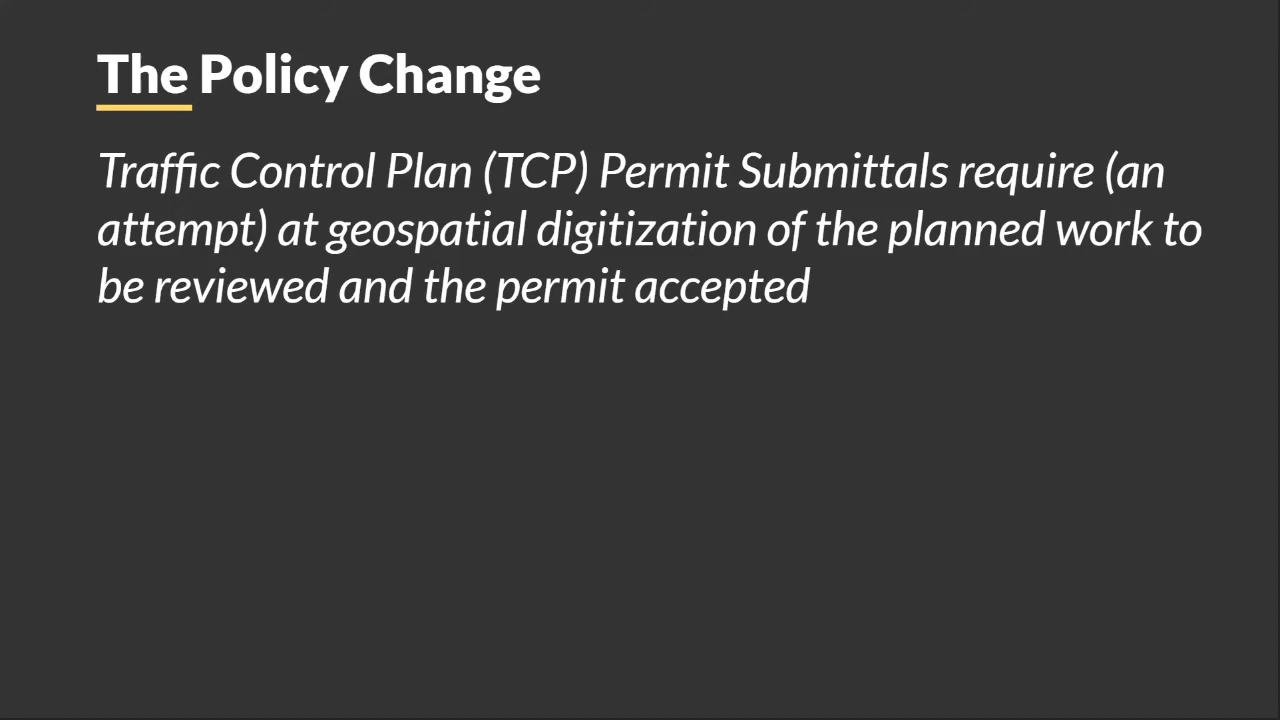 The Policy Change
Traffic Control Plan (TCP) Permit Submittals require (an
attempt) at geospatial digitization of the planned work to
be reviewed and the permit accepted